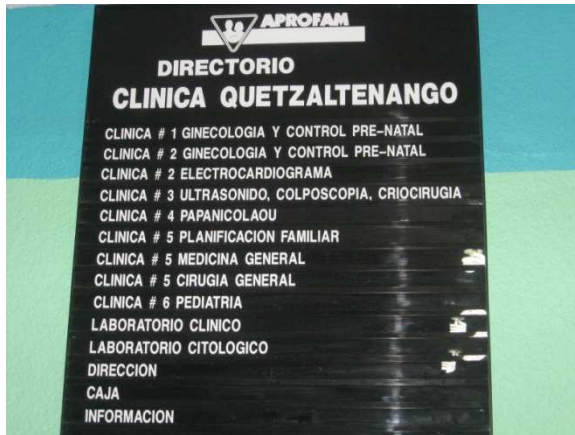 APROFAM
DIRECTORIO
CLINICA QUETZALTENANGO
CLINICA # 1 GINECOLOGIA Y CONTROL PRE-NATAL
CLINICA # 2 GINECOLOGIA Y CONTROL PRE-NATAL
CLINICA # 2 ELECTROCARDIOGRAMA
CLINICA # 3 ULTRASONIDO, COLPOSCOPIA, CRIOCIRUGIA
CLINICA # 4 PAPANICOLAOU
CLINICA # 5 PLANIFICACION FAMILIAR
CLINICA # 5 MEDICINA GENERAL
CLINICA # 5 CIRUGIA GENERAL
CLINICA # 6 PEDIATRIA
LABORATORIO CLINICO
LABORATORIO CITOLOGICO
DIRECCION
CAJA
INFORMACION